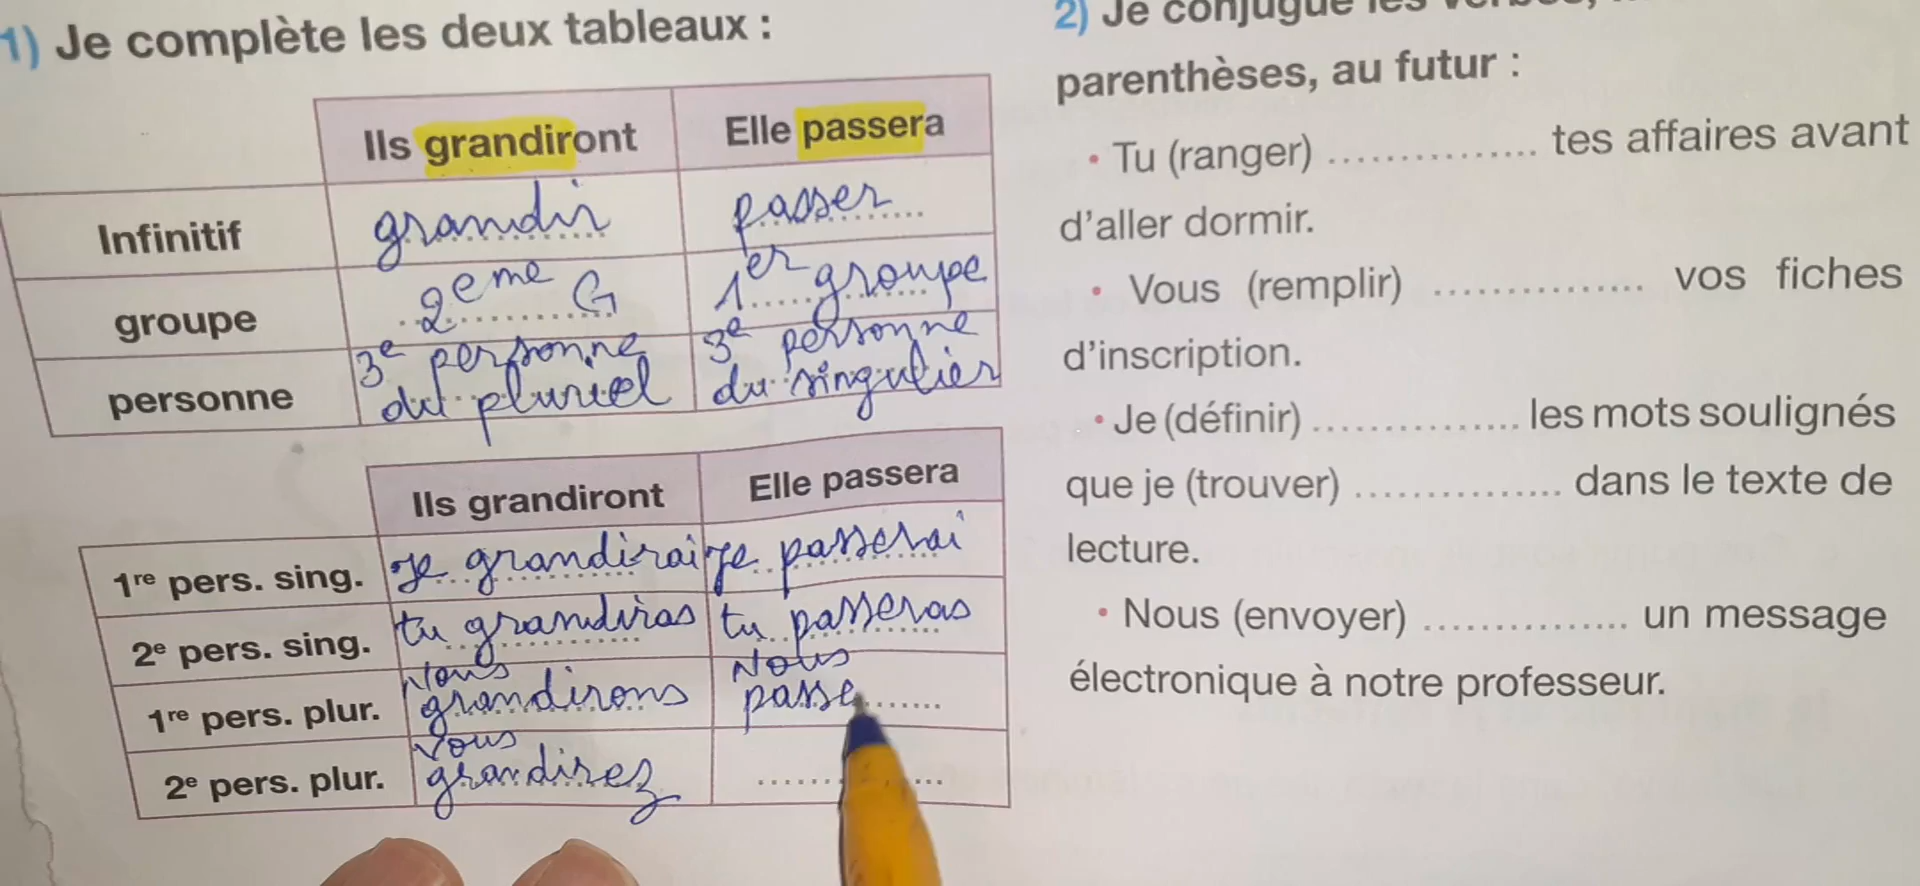 1) Je complète les deux tableaux :
Ils grandiront Elle passera
Infinitif grandir passer
groupe 2eme G 1er groupe
personne 3e personne du pluriel 3e personne du singulier
Ils grandiront Elle passera
1re pers. sing. Je grandirai Je passerai
2e pers. sing. tu grandiras tu passeras
1re pers. plur. Nous grandirons Nous passe
2e pers. plur. Vous grandirez
2) Je conjugue les
parenthèses, au futur :
• Tu (ranger) ............... tes affaires avant
d'aller dormir.
• Vous (remplir) ............... vos fiches
d'inscription.
• Je (définir) ............... les mots soulignés
que je (trouver) ............... dans le texte de
lecture.
• Nous (envoyer) ............... un message
électronique à notre professeur.